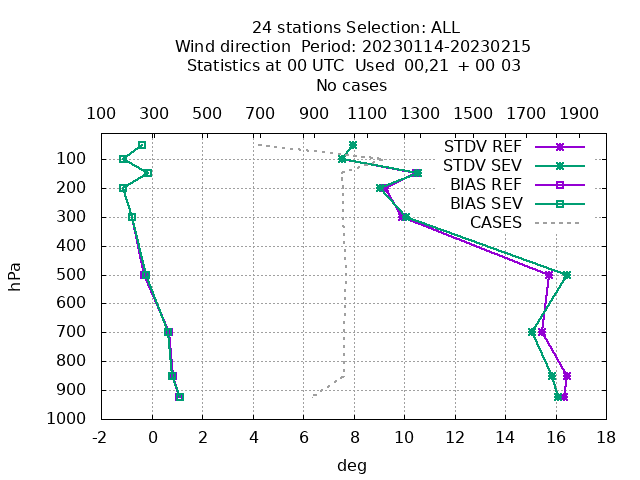 24 stations Selection: ALL
Wind direction  Period: 20230114-20230215
Statistics at 00 UTC  Used  00,21  + 00 03
No cases
100 300 500 700 900 1100 1300 1500 1700 1900
STDV REF
STDV SEV
BIAS REF
BIAS SEV
CASES
100
200
300
400
500
600
700
800
900
1000
hPa
-2 0 2 4 6 8 10 12 14 16 18
deg